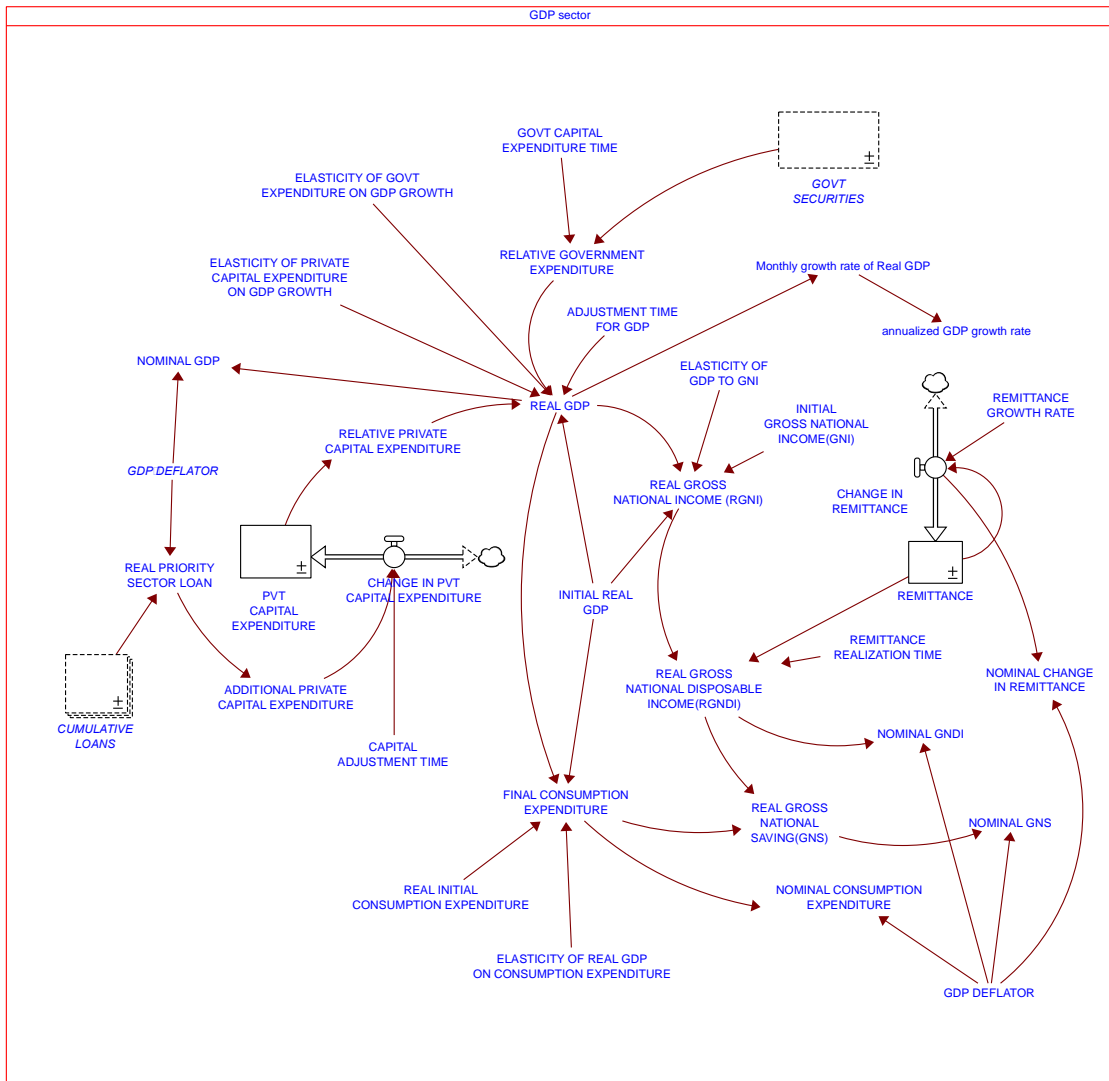 GDP sector
GOVT CAPITAL
EXPENDITURE TIME
ELASTICITY OF GOVT
EXPENDITURE ON GDP GROWTH
GOVT
SECURITIES
RELATIVE GOVERNMENT
EXPENDITURE
ELASTICITY OF PRIVATE
CAPITAL EXPENDITURE
ON GDP GROWTH
Monthly growth rate of Real GDP
ADJUSTMENT TIME
FOR GDP
annualized GDP growth rate
NOMINAL GDP
ELASTICITY OF
GDP TO GNI
REAL GDP
REMITTANCE
GROWTH RATE
INITIAL
GROSS NATIONAL
INCOME(GNI)
RELATIVE PRIVATE
CAPITAL EXPENDITURE
GDP DEFLATOR
REAL GROSS
NATIONAL INCOME (RGNI)
CHANGE IN
REMITTANCE
REAL PRIORITY
SECTOR LOAN
PVT
CAPITAL
EXPENDITURE
CHANGE IN PVT
CAPITAL EXPENDITURE
INITIAL REAL
GDP
REMITTANCE
REMITTANCE
REALIZATION TIME
REAL GROSS
NATIONAL DISPOSABLE
INCOME(RGNDI)
NOMINAL CHANGE
IN REMITTANCE
ADDITIONAL PRIVATE
CAPITAL EXPENDITURE
CUMULATIVE
LOANS
CAPITAL
ADJUSTMENT TIME
NOMINAL GNDI
FINAL CONSUMPTION
EXPENDITURE
REAL GROSS
NATIONAL
SAVING(GNS)
NOMINAL GNS
REAL INITIAL
CONSUMPTION EXPENDITURE
NOMINAL CONSUMPTION
EXPENDITURE
ELASTICITY OF REAL GDP
ON CONSUMPTION EXPENDITURE
GDP DEFLATOR